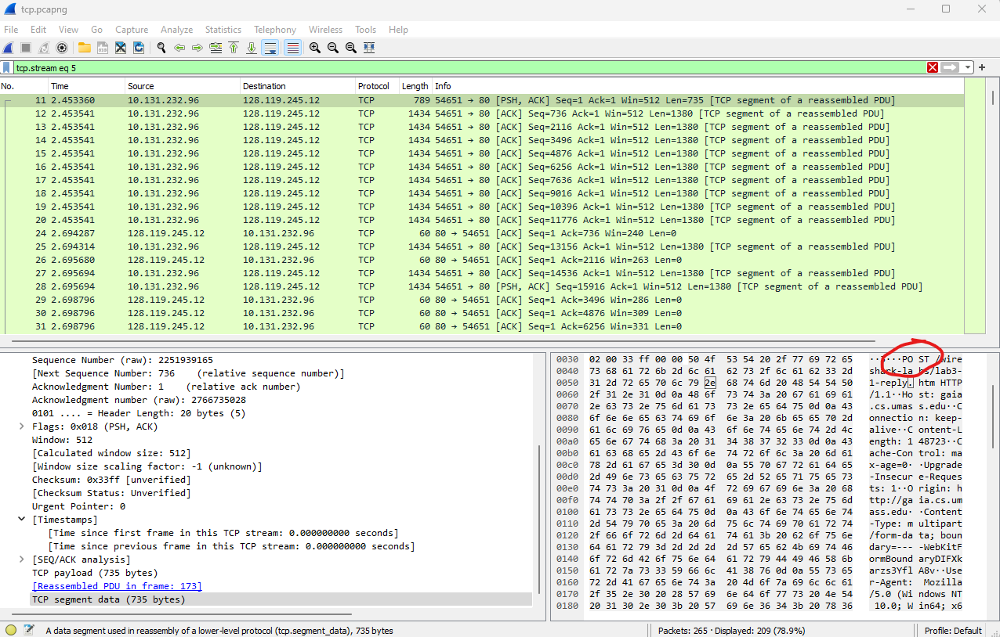 tcp.pcapng
File Edit View Go Capture Analyze Statistics Telephony Wireless Tools Help
tcp.stream eq 5
No. Time Source Destination Protocol Length Info
11 2.453360 10.131.232.96 128.119.245.12 TCP 789 54651 → 80 [PSH, ACK] Seq=1 Ack=1 Win=512 Len=735 [TCP segment of a reassembled PDU]
12 2.453541 10.131.232.96 128.119.245.12 TCP 1434 54651 → 80 [ACK] Seq=736 Ack=1 Win=512 Len=1380 [TCP segment of a reassembled PDU]
13 2.453541 10.131.232.96 128.119.245.12 TCP 1434 54651 → 80 [ACK] Seq=2116 Ack=1 Win=512 Len=1380 [TCP segment of a reassembled PDU]
14 2.453541 10.131.232.96 128.119.245.12 TCP 1434 54651 → 80 [ACK] Seq=3496 Ack=1 Win=512 Len=1380 [TCP segment of a reassembled PDU]
15 2.453541 10.131.232.96 128.119.245.12 TCP 1434 54651 → 80 [ACK] Seq=4876 Ack=1 Win=512 Len=1380 [TCP segment of a reassembled PDU]
16 2.453541 10.131.232.96 128.119.245.12 TCP 1434 54651 → 80 [ACK] Seq=6256 Ack=1 Win=512 Len=1380 [TCP segment of a reassembled PDU]
17 2.453541 10.131.232.96 128.119.245.12 TCP 1434 54651 → 80 [ACK] Seq=7636 Ack=1 Win=512 Len=1380 [TCP segment of a reassembled PDU]
18 2.453541 10.131.232.96 128.119.245.12 TCP 1434 54651 → 80 [ACK] Seq=9016 Ack=1 Win=512 Len=1380 [TCP segment of a reassembled PDU]
19 2.453541 10.131.232.96 128.119.245.12 TCP 1434 54651 → 80 [ACK] Seq=10396 Ack=1 Win=512 Len=1380 [TCP segment of a reassembled PDU]
20 2.453541 10.131.232.96 128.119.245.12 TCP 1434 54651 → 80 [ACK] Seq=11776 Ack=1 Win=512 Len=1380 [TCP segment of a reassembled PDU]
24 2.694287 128.119.245.12 10.131.232.96 TCP 60 80 → 54651 [ACK] Seq=1 Ack=736 Win=240 Len=0
25 2.694314 10.131.232.96 128.119.245.12 TCP 1434 54651 → 80 [ACK] Seq=13156 Ack=1 Win=512 Len=1380 [TCP segment of a reassembled PDU]
26 2.695680 128.119.245.12 10.131.232.96 TCP 60 80 → 54651 [ACK] Seq=1 Ack=2116 Win=263 Len=0
27 2.695694 10.131.232.96 128.119.245.12 TCP 1434 54651 → 80 [ACK] Seq=14536 Ack=1 Win=512 Len=1380 [TCP segment of a reassembled PDU]
28 2.695694 10.131.232.96 128.119.245.12 TCP 1434 54651 → 80 [PSH, ACK] Seq=15916 Ack=1 Win=512 Len=1380 [TCP segment of a reassembled PDU]
29 2.698796 128.119.245.12 10.131.232.96 TCP 60 80 → 54651 [ACK] Seq=1 Ack=3496 Win=286 Len=0
30 2.698796 128.119.245.12 10.131.232.96 TCP 60 80 → 54651 [ACK] Seq=1 Ack=4876 Win=309 Len=0
31 2.698796 128.119.245.12 10.131.232.96 TCP 60 80 → 54651 [ACK] Seq=1 Ack=6256 Win=331 Len=0
Sequence Number (raw): 2251939165
[Next Sequence Number: 736 (relative sequence number)]
Acknowledgment Number: 1 (relative ack number)
Acknowledgment number (raw): 2766735028
0101 .... = Header Length: 20 bytes (5)
Flags: 0x018 (PSH, ACK)
Window: 512
[Calculated window size: 512]
[Window size scaling factor: -1 (unknown)]
Checksum: 0x33ff [unverified]
[Checksum Status: Unverified]
Urgent Pointer: 0
[Timestamps]
[Time since first frame in this TCP stream: 0.000000000 seconds]
[Time since previous frame in this TCP stream: 0.000000000 seconds]
[SEQ/ACK analysis]
TCP payload (735 bytes)
[Reassembled PDU in frame: 173]
TCP segment data (735 bytes)
0030 02 00 33 ff 00 00 50 4f 53 54 20 2f 77 69 72 65 ··3···PO ST /wire
0040 73 68 61 72 6b 2d 6c 61 62 73 2f 6c 61 62 33 2d shark-la bs/lab3-
0050 31 2d 72 65 70 6c 79 2e 68 74 6d 20 48 54 54 50 1-reply. htm HTTP
0060 2f 31 2e 31 0d 0a 48 6f 73 74 3a 20 67 61 69 61 /1.1··Ho st: gaia
0070 2e 63 73 2e 75 6d 61 73 73 2e 65 64 75 0d 0a 43 .cs.umas s.edu··C
0080 6f 6e 6e 65 63 74 69 6f 6e 3a 20 6b 65 65 70 2d onnectio n: keep-
0090 61 6c 69 76 65 0d 0a 43 6f 6e 74 65 6e 74 2d 4c alive··C ontent-L
00a0 65 6e 67 74 68 3a 20 31 34 38 37 32 33 0d 0a 43 ength: 1 48723··C
00b0 61 63 68 65 2d 43 6f 6e 74 72 6f 6c 3a 20 6d 61 ache-Con trol: ma
00c0 78 2d 61 67 65 3d 30 0d 0a 55 70 67 72 61 64 65 x-age=0· ·Upgrade
00d0 2d 49 6e 73 65 63 75 72 65 2d 52 65 71 75 65 73 -Insecur e-Reques
00e0 74 73 3a 20 31 0d 0a 4f 72 69 67 69 6e 3a 20 68 ts: 1··O rigin: h
00f0 74 74 70 3a 2f 2f 67 61 69 61 2e 63 73 2e 75 6d ttp://ga ia.cs.um
0100 61 73 73 2e 65 64 75 0d 0a 43 6f 6e 74 65 6e 74 ass.edu· ·Content
0110 2d 54 79 70 65 3a 20 6d 75 6c 74 69 70 61 72 74 -Type: m ultipart
0120 2f 66 6f 72 6d 2d 64 61 74 61 3b 20 62 6f 75 6e /form-da ta; boun
0130 64 61 72 79 3d 2d 2d 2d 2d 57 65 62 4b 69 74 46 dary=--- -WebKitF
0140 6f 72 6d 42 6f 75 6e 64 61 72 79 44 49 46 58 6b ormBound aryDIFXk
0150 61 72 7a 73 33 59 66 6c 41 38 76 0d 0a 55 73 65 arzs3Yfl A8v··Use
0160 72 2d 41 67 65 6e 74 3a 20 4d 6f 7a 69 6c 6c 61 r-Agent: Mozilla
0170 2f 35 2e 30 20 28 57 69 6e 64 6f 77 73 20 4e 54 /5.0 (Wi ndows NT
0180 20 31 30 2e 30 3b 20 57 69 6e 36 34 3b 20 78 36 10.0; W in64; x6
A data segment used in reassembly of a lower-level protocol (tcp.segment_data), 735 bytes
Packets: 265 · Displayed: 209 (78.9%)
Profile: Default